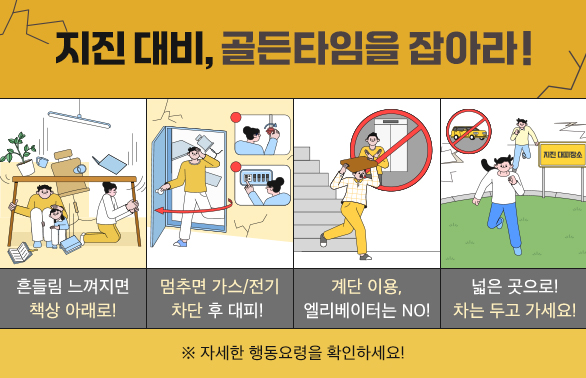 지진 대비, 골든타임을 잡아라!
지진 대피장소
흔들림 느껴지면
책상 아래로!
멈추면 가스/전기
차단 후 대피!
계단 이용,
엘리베이터는 NO!
넓은 곳으로!
차는 두고 가세요!
※ 자세한 행동요령을 확인하세요!